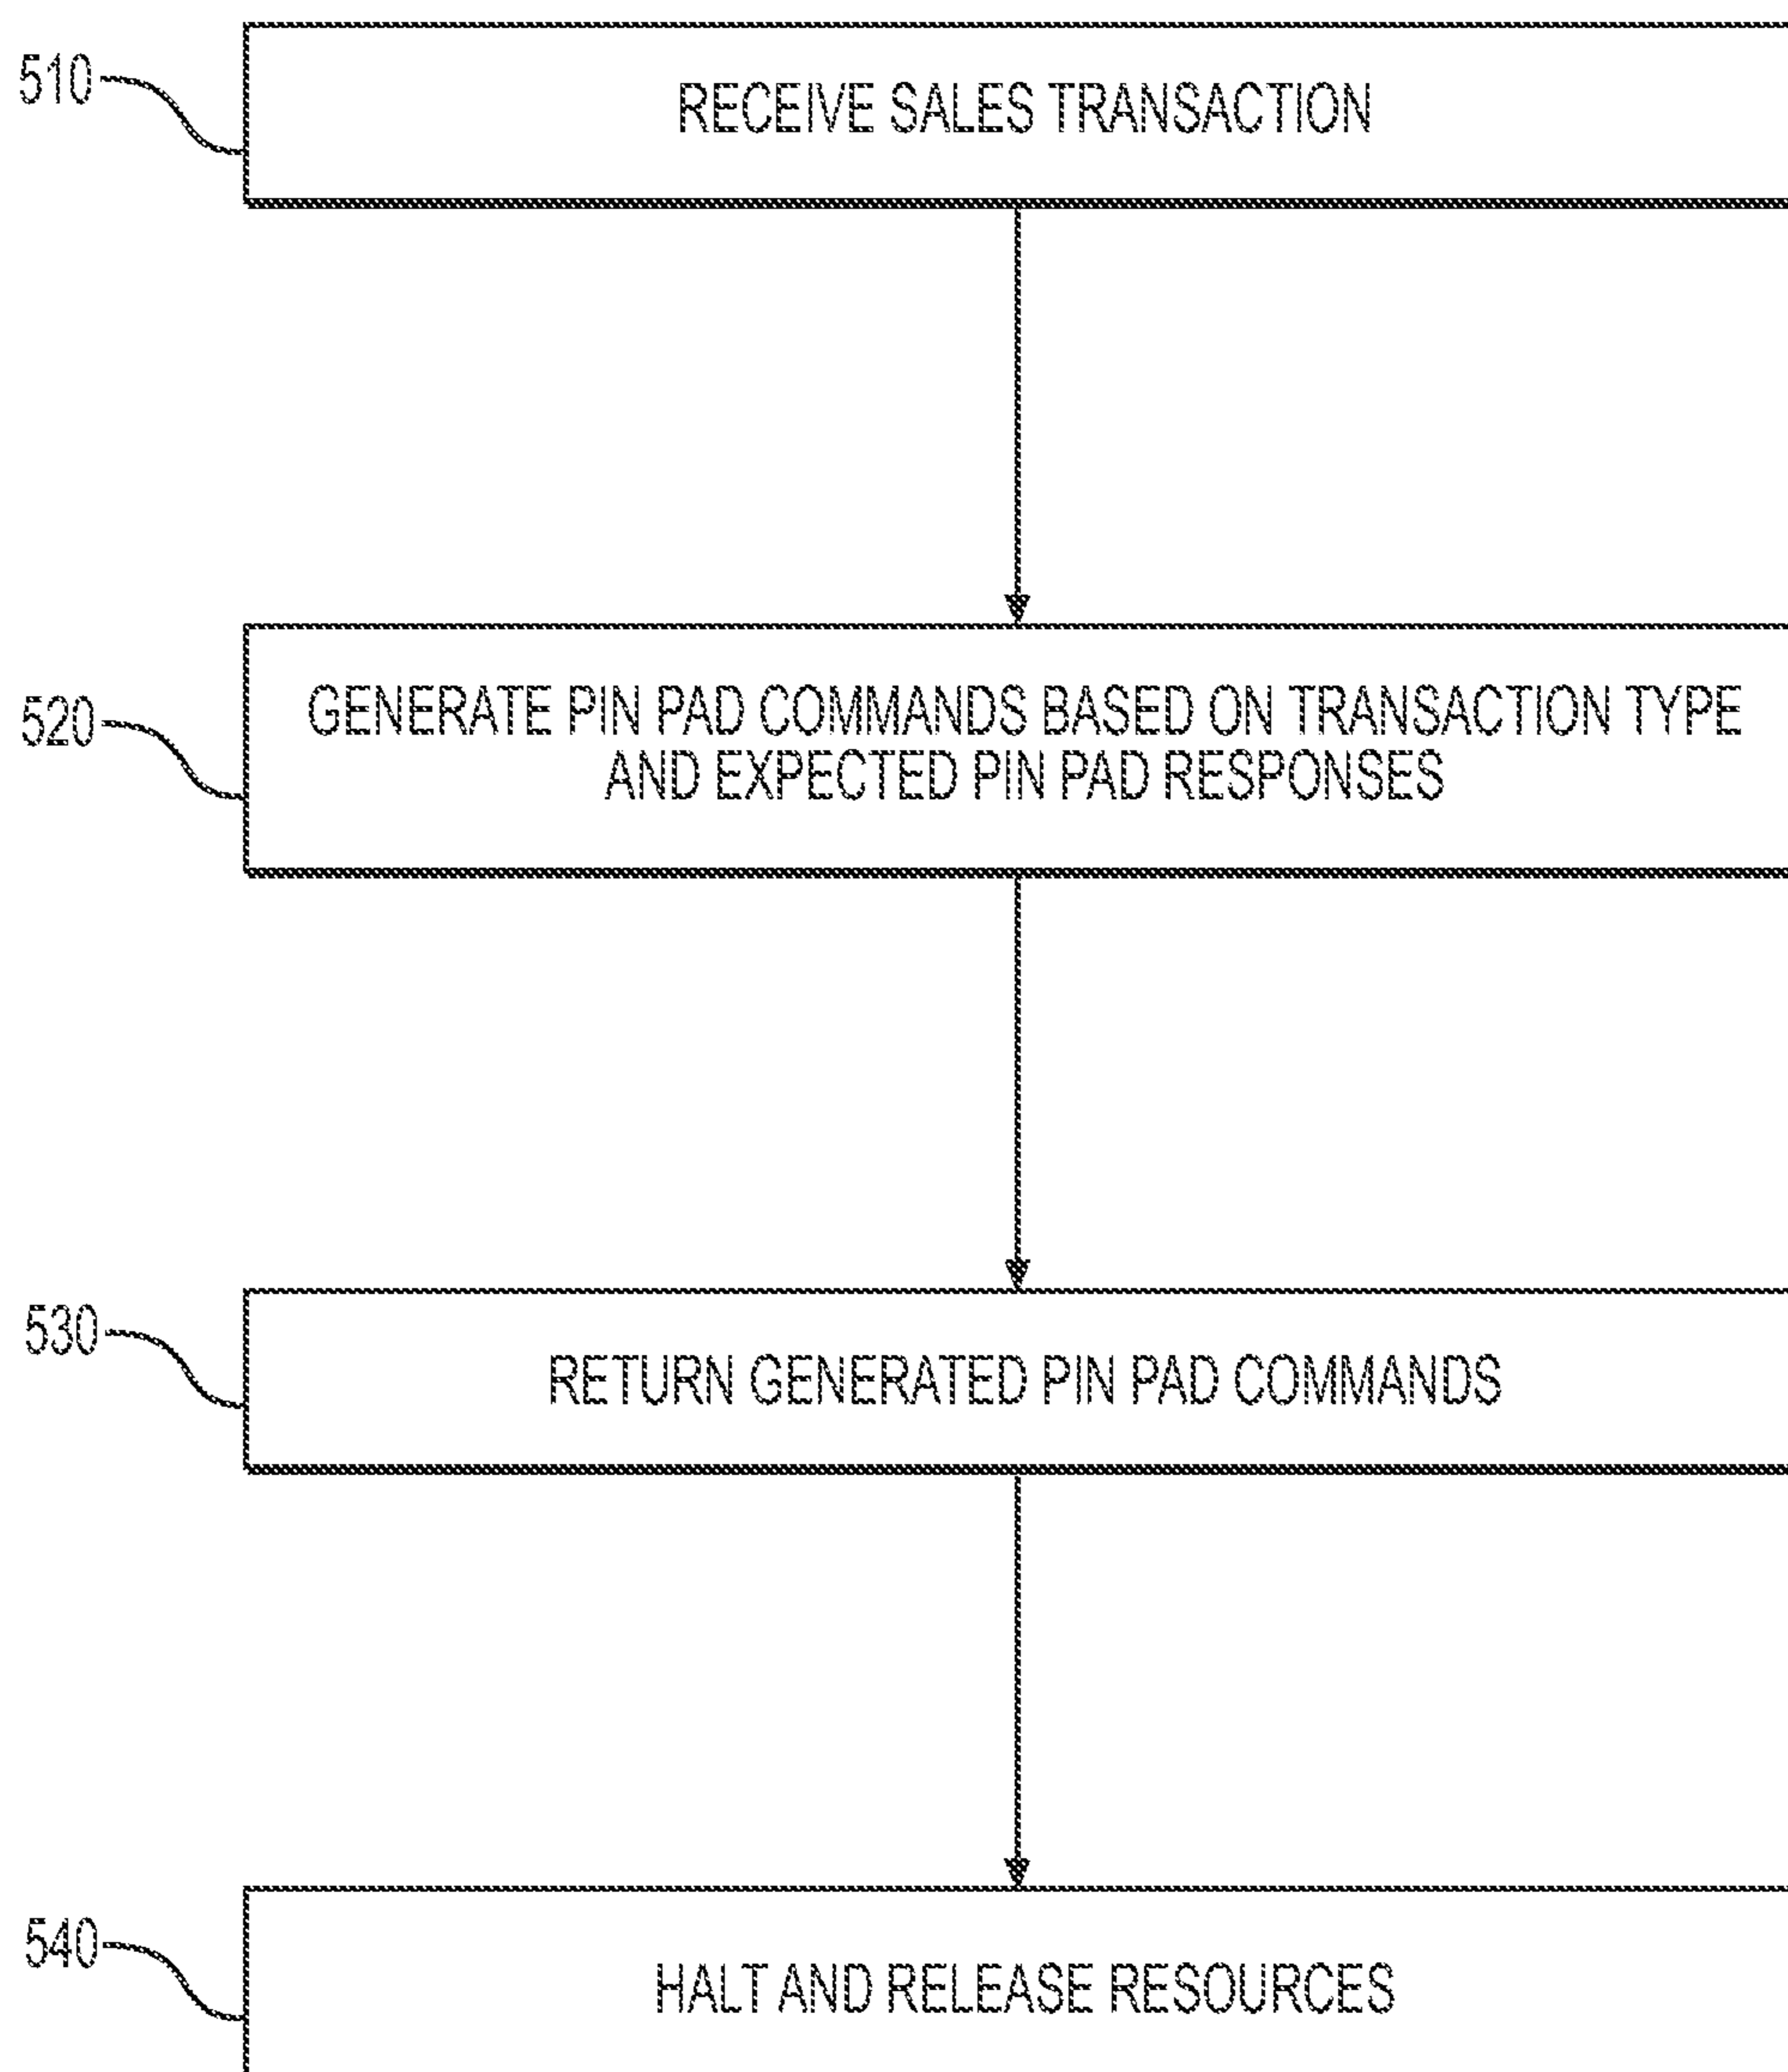 510
RECEIVE SALES TRANSACTION
520
GENERATE PIN PAD COMMANDS BASED ON TRANSACTION TYPE
AND EXPECTED PIN PAD RESPONSES
530
RETURN GENERATED PIN PAD COMMANDS
540
HALT AND RELEASE RESOURCES